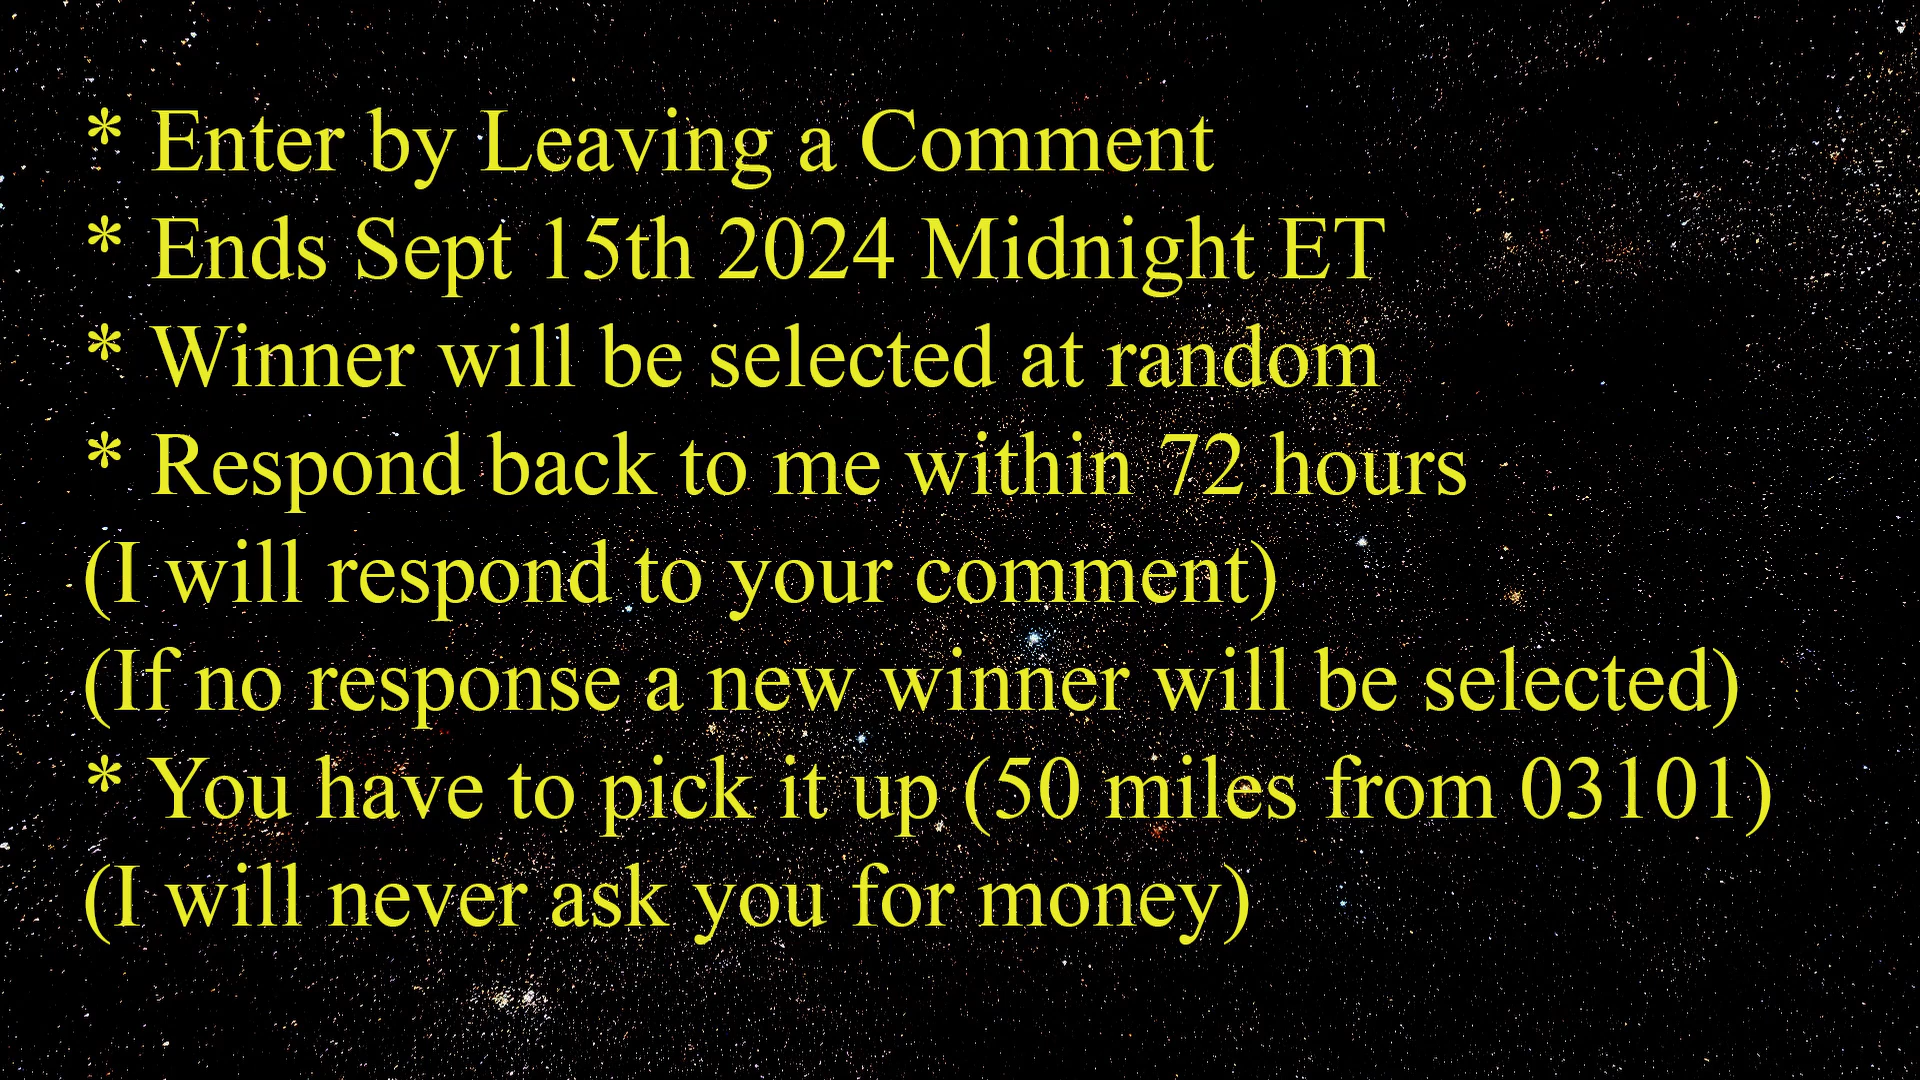 * Enter by Leaving a Comment
* Ends Sept 15th 2024 Midnight ET
* Winner will be selected at random
* Respond back to me within 72 hours
(I will respond to your comment)
(If no response a new winner will be selected)
* You have to pick it up (50 miles from 03101)
(I will never ask you for money)